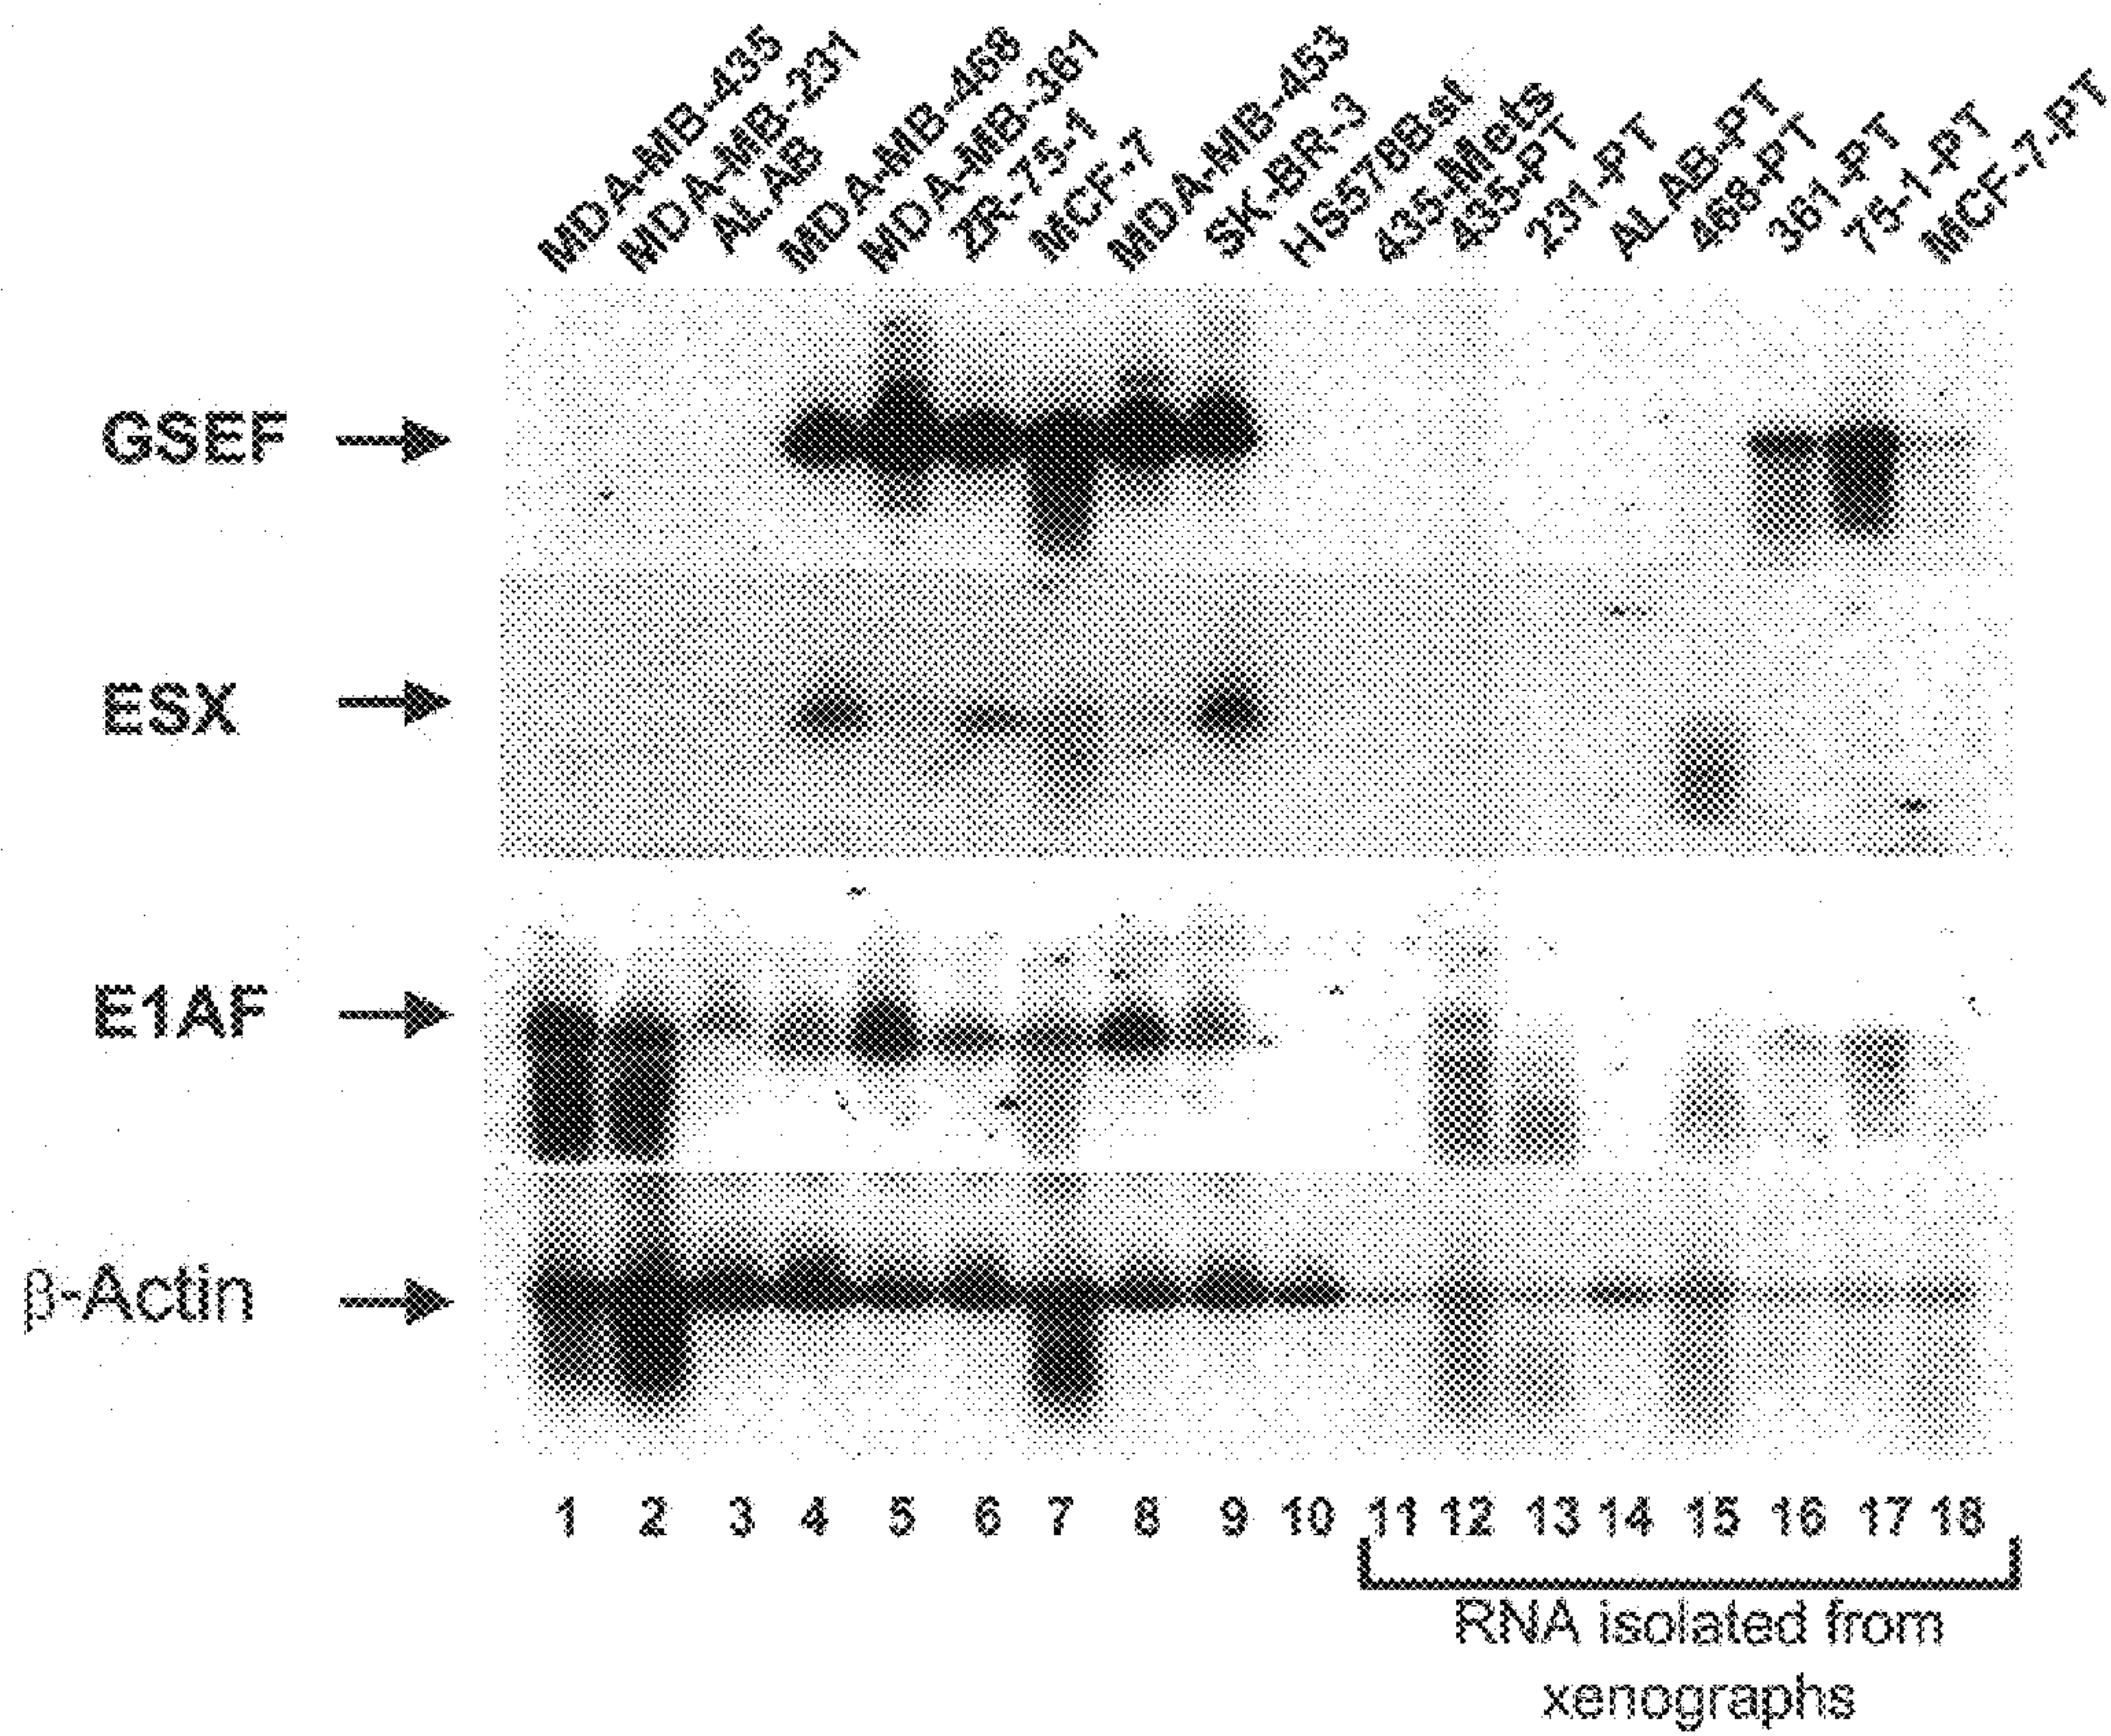 MDA-MB-435
MDA-MB-231
ALAB
MDA-MB-468
MDA-MB-361
ZR-75-1
MCF-7
MDA-MB-453
SK-BR-3
HS578Bst
435-Mets
435-PT
231-PT
ALAB-PT
468-PT
361-PT
75-1-PT
MCF-7-PT
GSEF
ESX
E1AF
β-Actin
1 2 3 4 5 6 7 8 9 10 11 12 13 14 15 16 17 18
RNA isolated from
xenographs